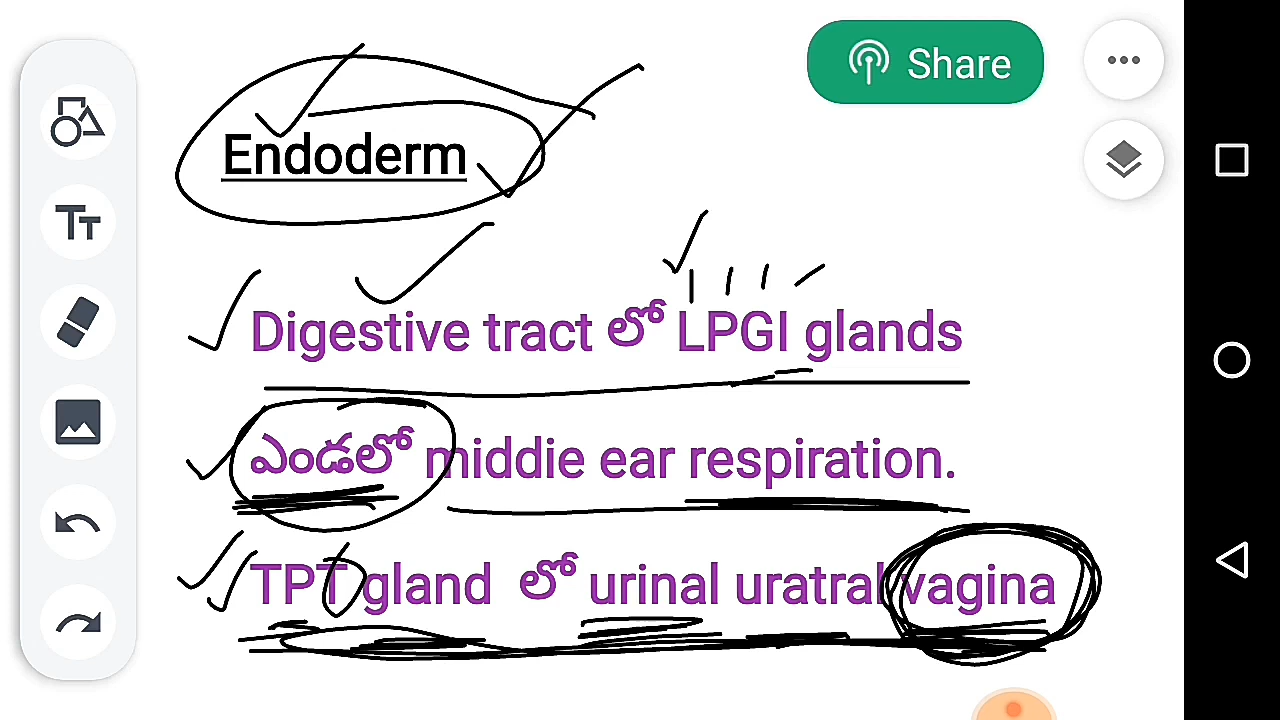 Share
Endoderm
Digestive tract లో LPGI glands
ఎండలో middie ear respiration.
TPT gland లో urinal uratral vagina